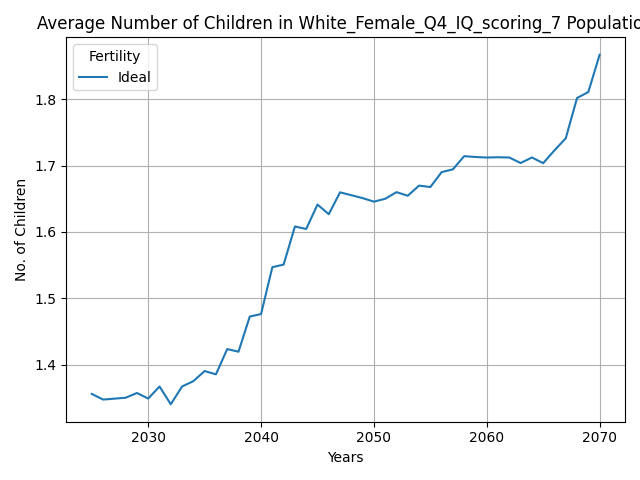 Average Number of Children in White_Female_Q4_IQ_scoring_7 Populatio
Fertility
Ideal
1.8
1.7
1.6
1.5
1.4
No. of Children
2030 2040 2050 2060 2070
Years